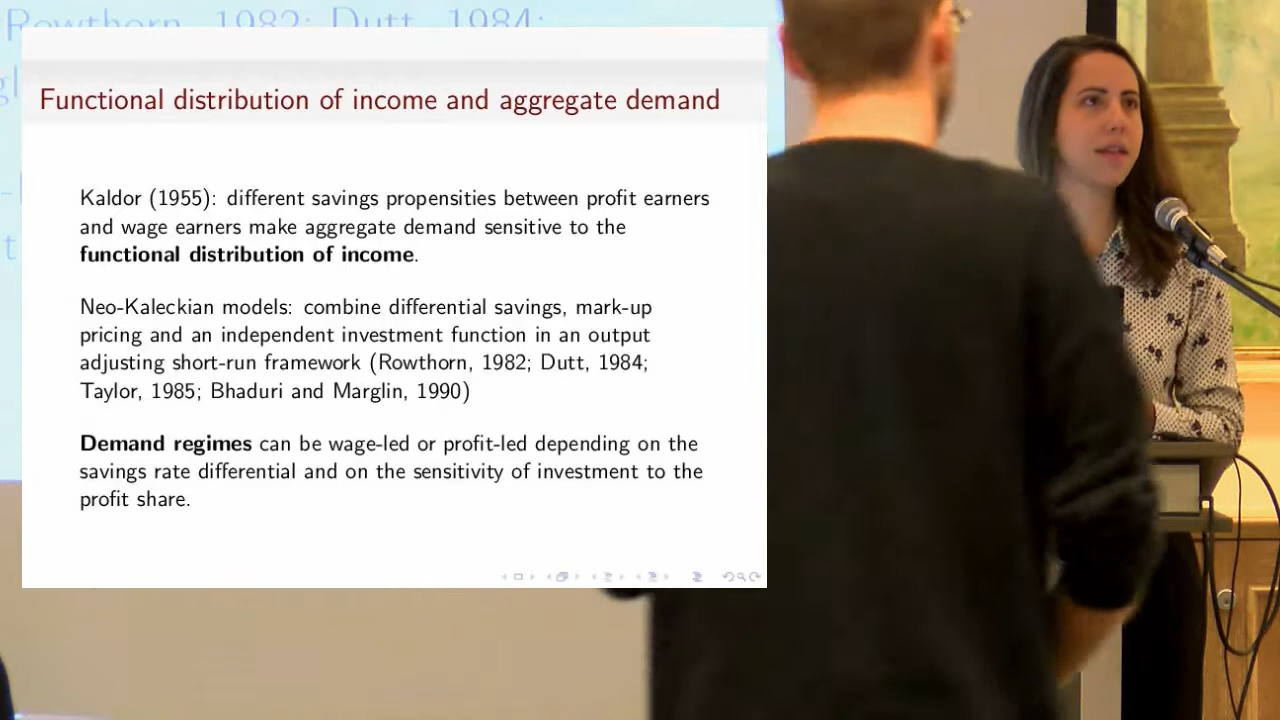 Rowthorn, 1982; Dutt, 1984;
Functional distribution of income and aggregate demand
Kaldor (1955): different savings propensities between profit earners
and wage earners make aggregate demand sensitive to the
functional distribution of income.
Neo-Kaleckian models: combine differential savings, mark-up
pricing and an independent investment function in an output
adjusting short-run framework (Rowthorn, 1982; Dutt, 1984;
Taylor, 1985; Bhaduri and Marglin, 1990)
Demand regimes can be wage-led or profit-led depending on the
savings rate differential and on the sensitivity of investment to the
profit share.